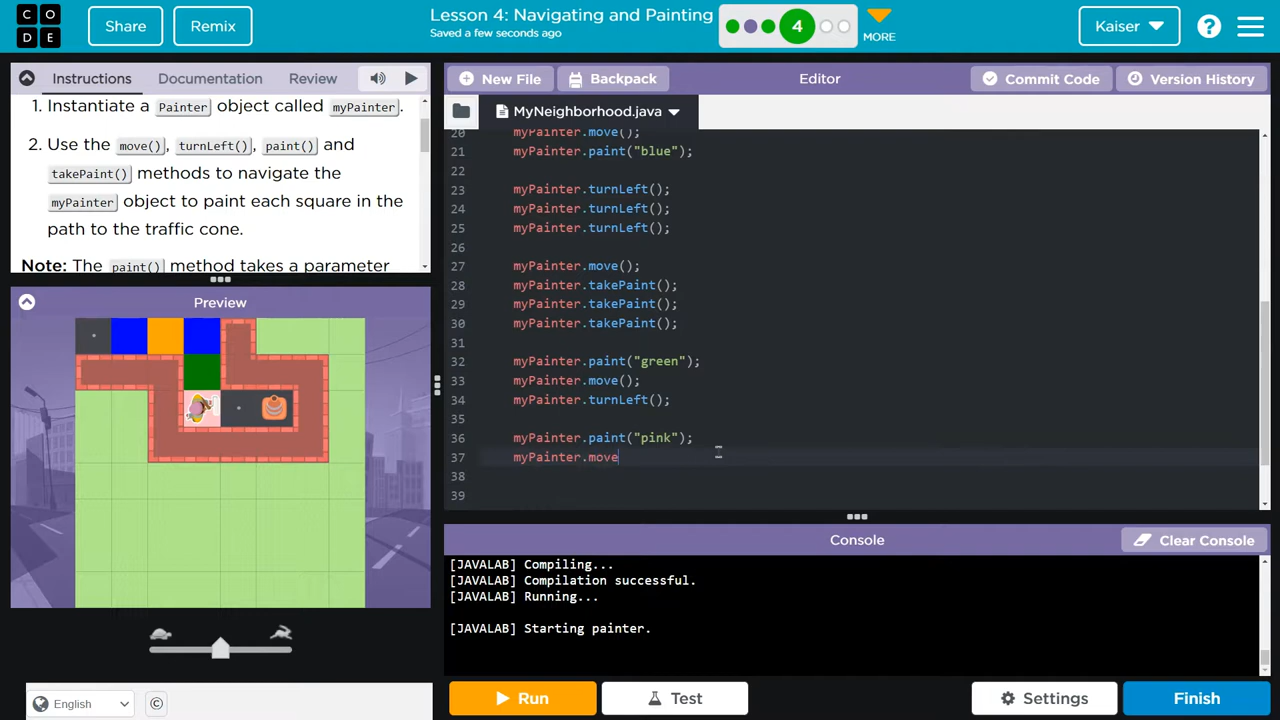 CO
DE
Share
Remix
Lesson 4: Navigating and Painting
Saved a few seconds ago
4
MORE
Kaiser
?
Instructions
Documentation
Review
1. Instantiate a Painter object called myPainter.
2. Use the move(), turnLeft(), paint() and
takePaint() methods to navigate the
myPainter object to paint each square in the
path to the traffic cone.
Note: The paint() method takes a parameter
Preview
English
©
New File
Backpack
Editor
Commit Code
Version History
MyNeighborhood.java
20 myPainter.move();
21 myPainter.paint("blue");
22
23 myPainter.turnLeft();
24 myPainter.turnLeft();
25 myPainter.turnLeft();
26
27 myPainter.move();
28 myPainter.takePaint();
29 myPainter.takePaint();
30 myPainter.takePaint();
31
32 myPainter.paint("green");
33 myPainter.move();
34 myPainter.turnLeft();
35
36 myPainter.paint("pink");
37 myPainter.move
38
39
Console
Clear Console
[JAVALAB] Compiling...
[JAVALAB] Compilation successful.
[JAVALAB] Running...
[JAVALAB] Starting painter.
Run
Test
Settings
Finish